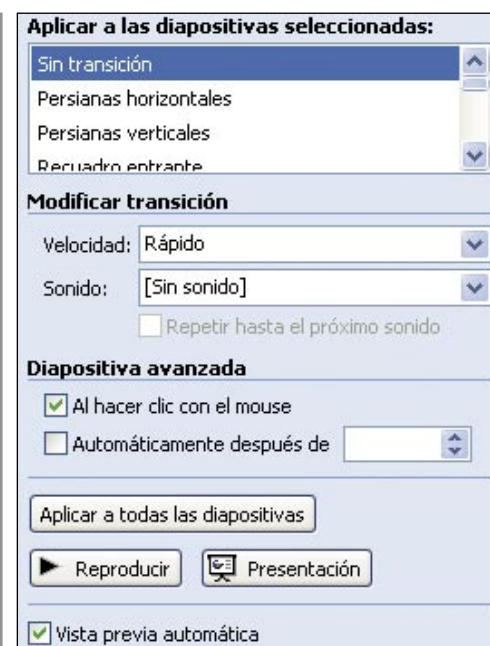 Aplicar a las diapositivas seleccionadas:
Sin transición
Persianas horizontales
Persianas verticales
Recuadro entrante
Modificar transición
Velocidad: Rápido
Sonido: [Sin sonido]
Repetir hasta el próximo sonido
Diapositiva avanzada
Al hacer clic con el mouse
Automáticamente después de
Aplicar a todas las diapositivas
Reproducir Presentación
Vista previa automática